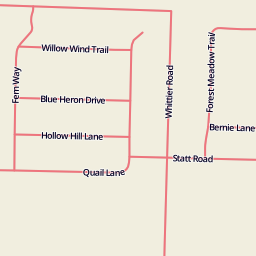 Willow Wind Trail
Fern Way
Blue Heron Drive
Whittier Road
Forest Meadow Trail
Hollow Hill Lane
Bernie Lane
Statt Road
Quail Lane